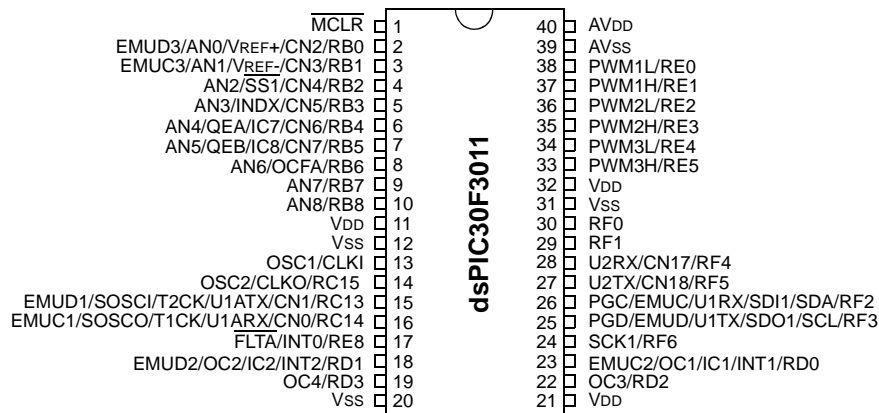 MCLR 1 40 AVDD
EMUD3/AN0/VREF+/CN2/RB0 2 39 AVSS
EMUC3/AN1/VREF-/CN3/RB1 3 38 PWM1L/RE0
AN2/SS1/CN4/RB2 4 37 PWM1H/RE1
AN3/INDX/CN5/RB3 5 36 PWM2L/RE2
AN4/QEA/IC7/CN6/RB4 6 35 PWM2H/RE3
AN5/QEB/IC8/CN7/RB5 7 34 PWM3L/RE4
AN6/OCFA/RB6 8 33 PWM3H/RE5
AN7/RB7 9 32 VDD
AN8/RB8 10 31 VSS
VDD 11 30 RF0
VSS 12 29 RF1
OSC1/CLKI 13 28 U2RX/CN17/RF4
OSC2/CLKO/RC15 14 27 U2TX/CN18/RF5
EMUD1/SOSCI/T2CK/U1ATX/CN1/RC13 15 26 PGC/EMUC/U1RX/SDI1/SDA/RF2
EMUC1/SOSCO/T1CK/U1ARX/CN0/RC14 16 25 PGD/EMUD/U1TX/SDO1/SCL/RF3
FLTA/INT0/RE8 17 24 SCK1/RF6
EMUD2/OC2/IC2/INT2/RD1 18 23 EMUC2/OC1/IC1/INT1/RD0
OC4/RD3 19 22 OC3/RD2
VSS 20 21 VDD
dsPIC30F3011